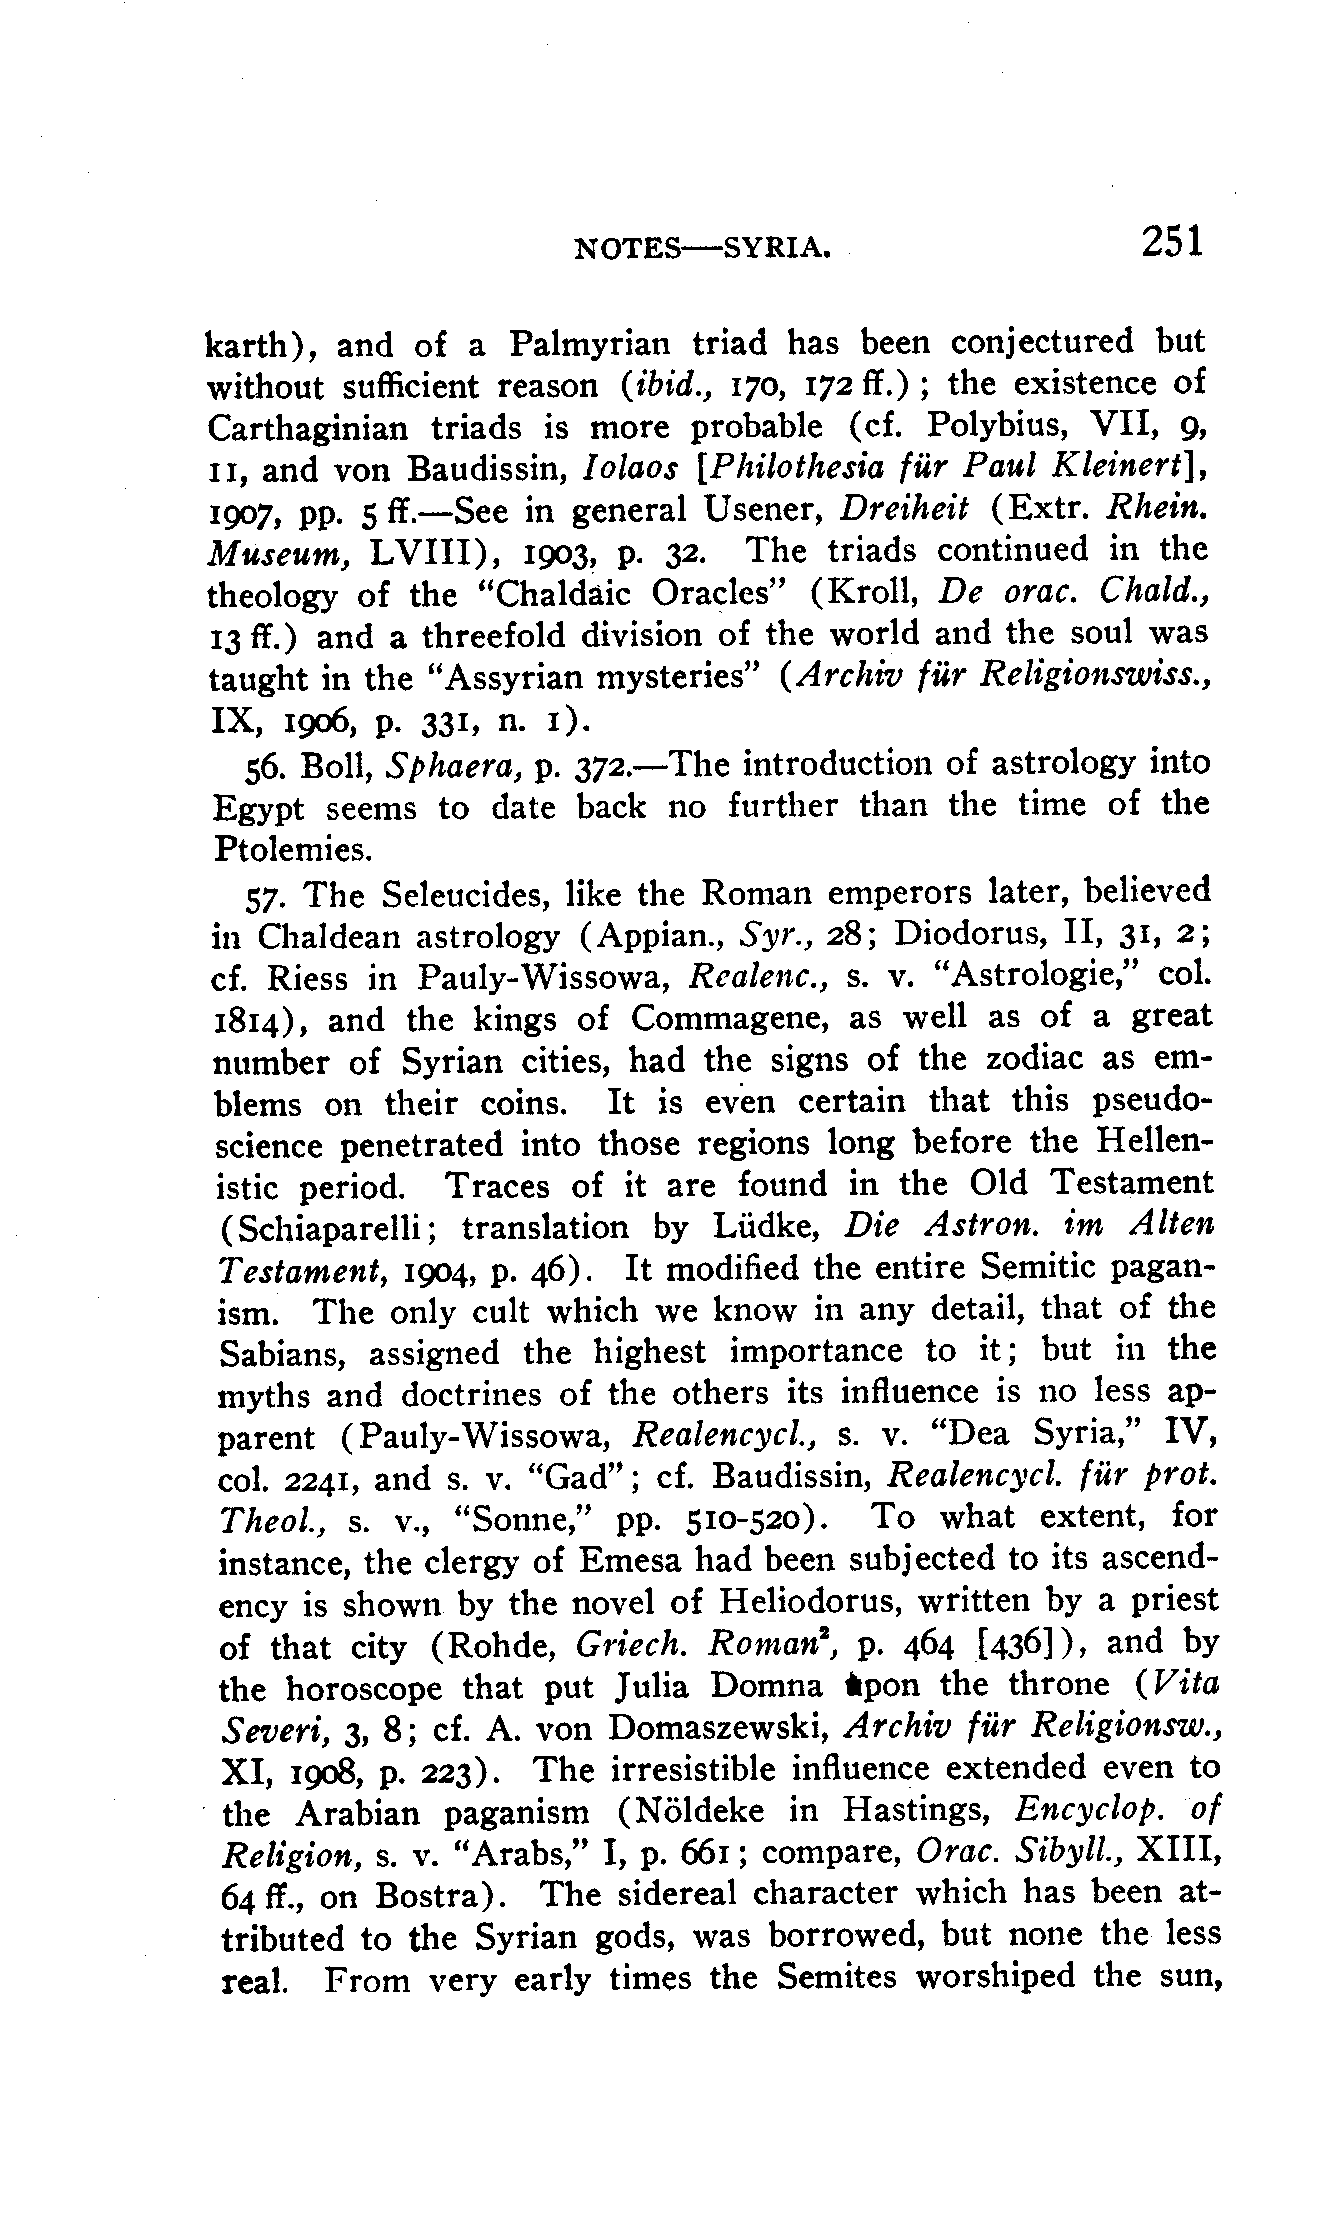 NOTES—SYRIA. 251
karth), and of a Palmyrian triad has been conjectured but
without sufficient reason (ibid., 170, 172 ff.) ; the existence of
Carthaginian triads is more probable (cf. Polybius, VII, 9,
11, and von Baudissin, Iolaos [Philothesia für Paul Kleinert],
1907, pp. 5 ff.—See in general Usener, Dreiheit (Extr. Rhein.
Museum, LVIII), 1903, p. 32. The triads continued in the
theology of the "Chaldaic Oracles" (Kroll, De orac. Chald.,
13 ff.) and a threefold division of the world and the soul was
taught in the "Assyrian mysteries" (Archiv für Religionswiss.,
IX, 1906, p. 331, n. 1).
56. Boll, Sphaera, p. 372.—The introduction of astrology into
Egypt seems to date back no further than the time of the
Ptolemies.
57. The Seleucides, like the Roman emperors later, believed
in Chaldean astrology (Appian., Syr., 28; Diodorus, II, 31, 2;
cf. Riess in Pauly-Wissowa, Realenc., s. v. "Astrologie," col.
1814), and the kings of Commagene, as well as of a great
number of Syrian cities, had the signs of the zodiac as em-
blems on their coins. It is even certain that this pseudo-
science penetrated into those regions long before the Hellen-
istic period. Traces of it are found in the Old Testament
(Schiaparelli; translation by Lüdke, Die Astron. im Alten
Testament, 1904, p. 46). It modified the entire Semitic pagan-
ism. The only cult which we know in any detail, that of the
Sabians, assigned the highest importance to it; but in the
myths and doctrines of the others its influence is no less ap-
parent (Pauly-Wissowa, Realencycl., s. v. "Dea Syria," IV,
col. 2241, and s. v. "Gad"; cf. Baudissin, Realencycl. für prot.
Theol., s. v., "Sonne," pp. 510-520). To what extent, for
instance, the clergy of Emesa had been subjected to its ascend-
ency is shown by the novel of Heliodorus, written by a priest
of that city (Rohde, Griech. Roman², p. 464 [436]), and by
the horoscope that put Julia Domna upon the throne (Vita
Severi, 3, 8; cf. A. von Domaszewski, Archiv für Religionsw.,
XI, 1908, p. 223). The irresistible influence extended even to
the Arabian paganism (Nöldeke in Hastings, Encyclop. of
Religion, s. v. "Arabs," I, p. 661; compare, Orac. Sibyll., XIII,
64 ff., on Bostra). The sidereal character which has been at-
tributed to the Syrian gods, was borrowed, but none the less
real. From very early times the Semites worshiped the sun,